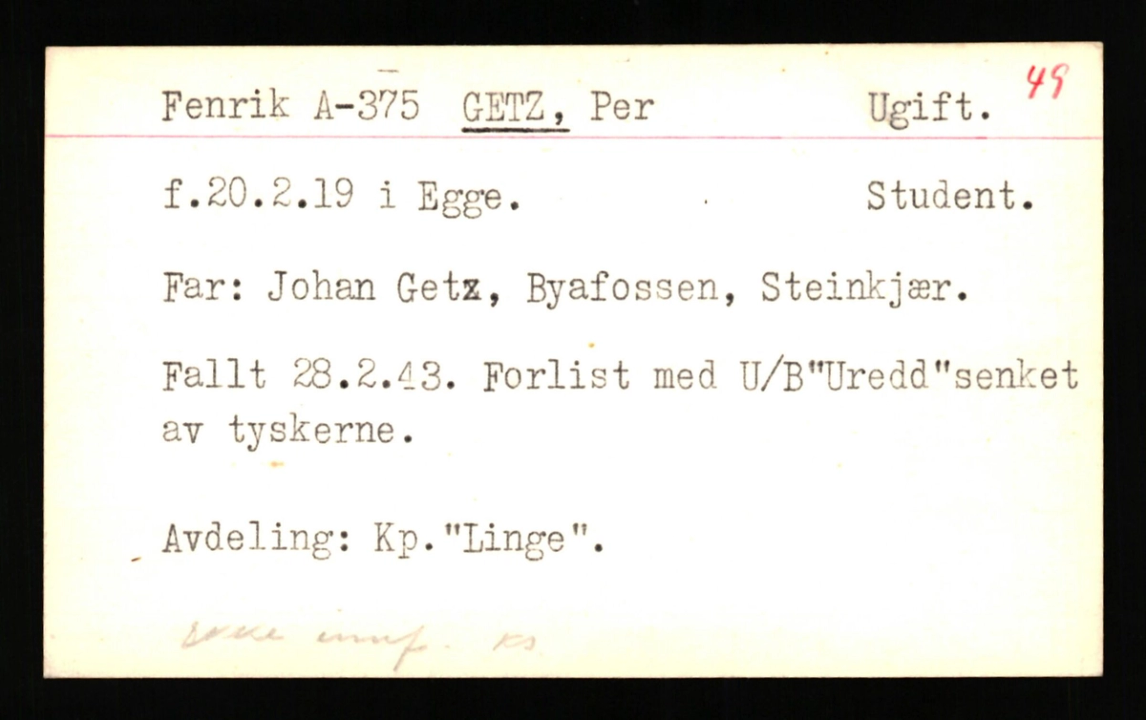 Fenrik A-375 GETZ, Per Ugift. 49
f.20.2.19 i Egge. Student.
Far: Johan Getz, Byafossen, Steinkjær.
Fallt 28.2.43. Forlist med U/B"Uredd"senket
av tyskerne.
Avdeling: Kp."Linge".